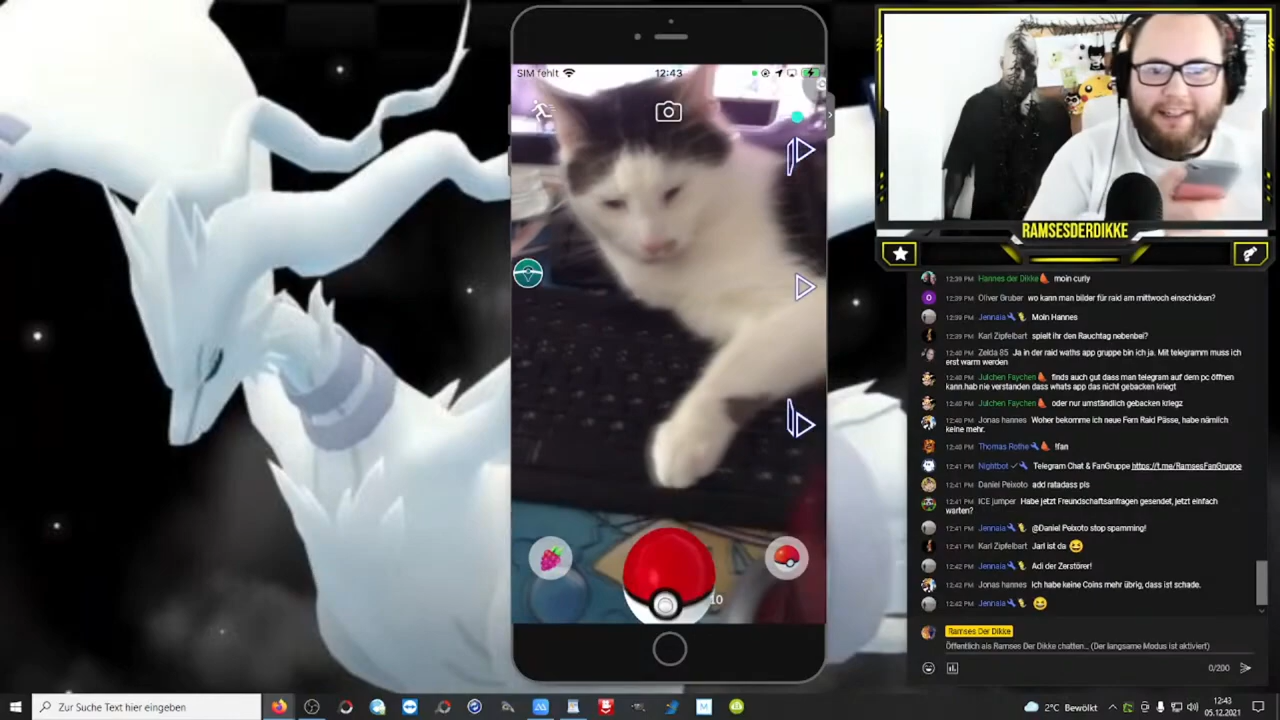 SIM fehlt
12:43
10
RAMSESDERDIKKE
12:39 PM Hannes der Dikke moin curly
12:39 PM Oliver Gruber wo kann man bilder für raid am mittwoch einschicken?
12:39 PM Jennaia Moin Hannes
12:39 PM Karl Zipfelbart spielt ihr den Rauchtag nebenbei?
12:40 PM Zelda 85 Ja in der raid waths app gruppe bin ich ja. Mit telegramm muss ich
erst warm werden
12:40 PM Julchen Faychen finds auch gut dass man telegram auf dem pc öffnen
kann.hab nie verstanden dass whats app das nicht gebacken kriegt
12:40 PM Julchen Faychen oder nur umständlich gebacken kriegz
12:40 PM Jonas hannes Woher bekomme ich neue Fern Raid Pässe, habe nämlich
keine mehr.
12:40 PM Thomas Rothe !fan
12:41 PM Nightbot Telegram Chat & FanGruppe https://t.me/RamsesFanGruppe
12:41 PM Daniel Peixoto add ratadass pls
12:41 PM ICE jumper Habe jetzt Freundschaftsanfragen gesendet, jetzt einfach
warten?
12:41 PM Jennaia @Daniel Peixoto stop spamming!
12:41 PM Karl Zipfelbart Jarl ist da 😆
12:42 PM Jennaia Adi der Zerstörer!
12:42 PM Jonas hannes Ich habe keine Coins mehr übrig, dass ist schade.
12:42 PM Jennaia 😆
Ramses Der Dikke
Öffentlich als Ramses Der Dikke chatten... (Der langsame Modus ist aktiviert)
0/200
Zur Suche Text hier eingeben
2°C Bewölkt
12:43
05.12.2021